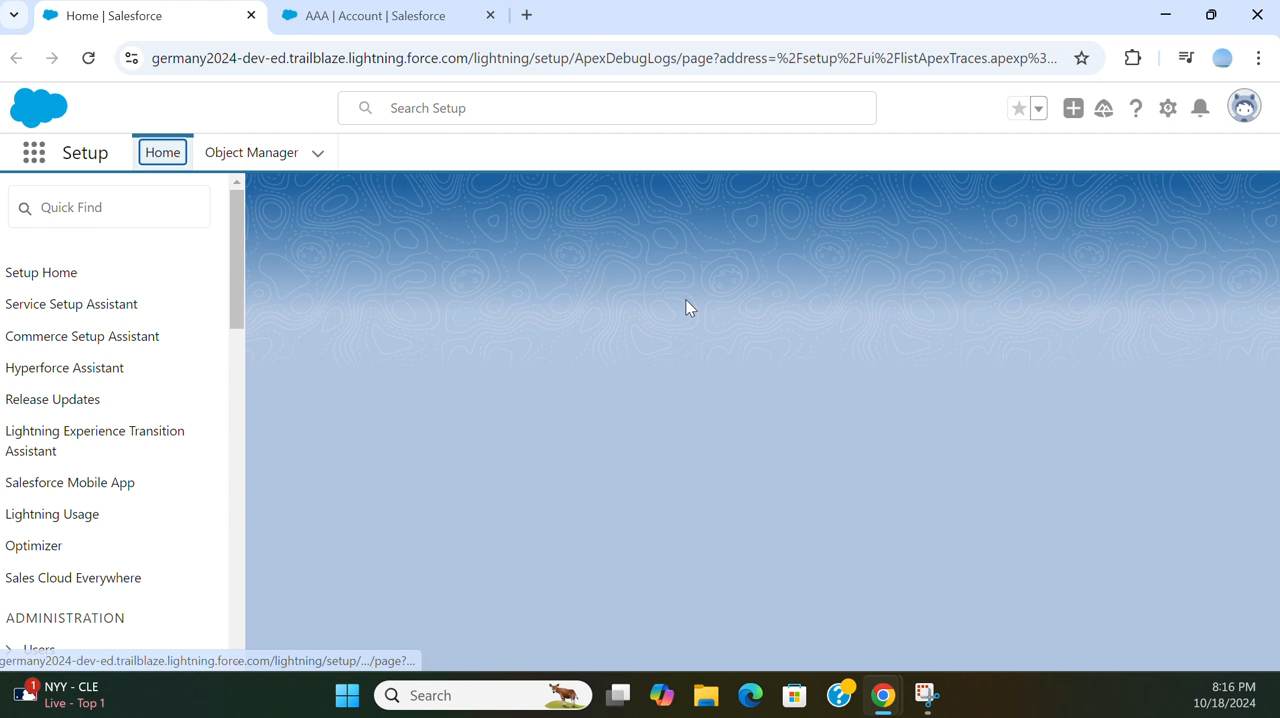 Home | Salesforce
AAA | Account | Salesforce
germany2024-dev-ed.trailblaze.lightning.force.com/lightning/setup/ApexDebugLogs/page?address=%2Fsetup%2Fui%2FlistApexTraces.apexp%3...
Search Setup
Setup
Home
Object Manager
Quick Find
Setup Home
Service Setup Assistant
Commerce Setup Assistant
Hyperforce Assistant
Release Updates
Lightning Experience Transition
Assistant
Salesforce Mobile App
Lightning Usage
Optimizer
Sales Cloud Everywhere
ADMINISTRATION
Users
germany2024-dev-ed.trailblaze.lightning.force.com/lightning/setup/.../page?...
1
NYY - CLE
Live - Top 1
Search
8:16 PM
10/18/2024